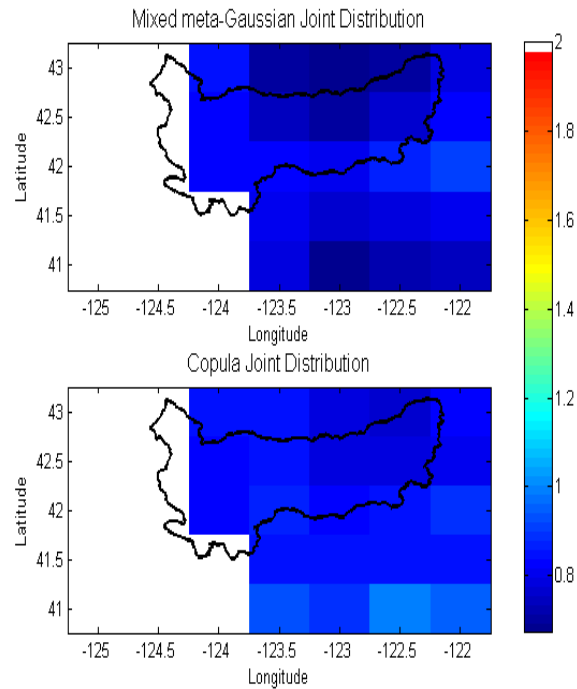 Mixed meta-Gaussian Joint Distribution
43
42.5
42
41.5
41
Latitude
-125 -124.5 -124 -123.5 -123 -122.5 -122
Longitude
Copula Joint Distribution
43
42.5
42
41.5
41
Latitude
-125 -124.5 -124 -123.5 -123 -122.5 -122
Longitude
2
1.8
1.6
1.4
1.2
1
0.8